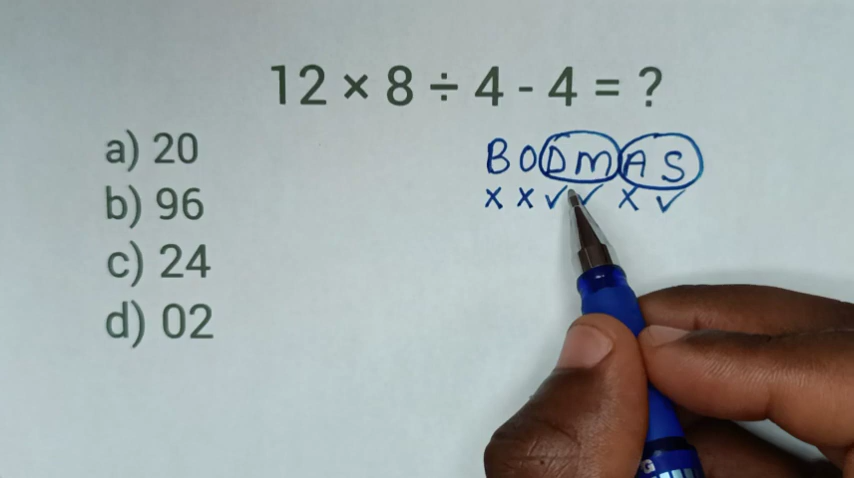 12 × 8 ÷ 4 - 4 = ?
a) 20
b) 96
c) 24
d) 02
BODMAS
x x ✓ ✓ x ✓
G